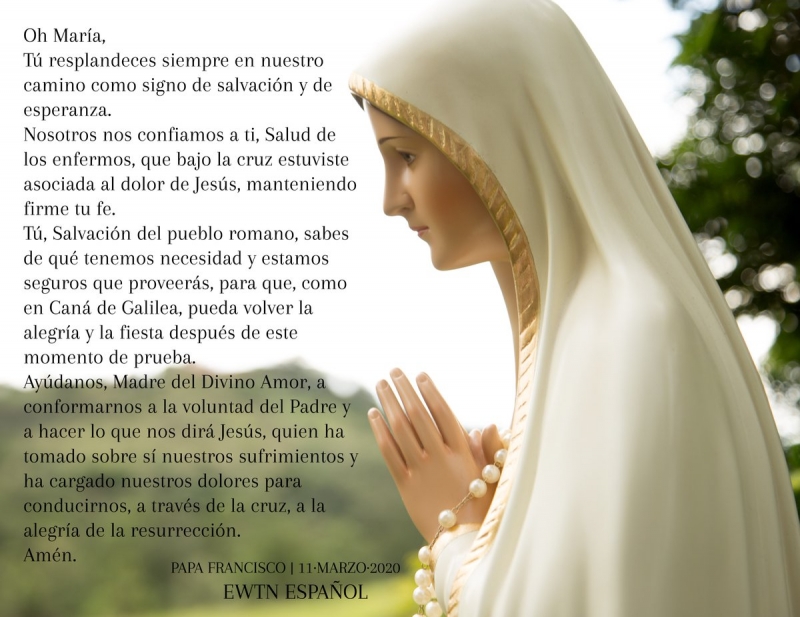 Oh María,
Tú resplandeces siempre en nuestro
camino como signo de salvación y de
esperanza.
Nosotros nos confiamos a ti, Salud de
los enfermos, que bajo la cruz estuviste
asociada al dolor de Jesús, manteniendo
firme tu fe.
Tú, Salvación del pueblo romano, sabes
de qué tenemos necesidad y estamos
seguros que proveerás, para que, como
en Caná de Galilea, pueda volver la
alegría y la fiesta después de este
momento de prueba.
Ayúdanos, Madre del Divino Amor, a
conformarnos a la voluntad del Padre y
a hacer lo que nos dirá Jesús, quien ha
tomado sobre sí nuestros sufrimientos y
ha cargado nuestros dolores para
conducirnos, a través de la cruz, a la
alegría de la resurrección.
Amén.
PAPA FRANCISCO | 11·MARZO·2020
EWTN ESPAÑOL